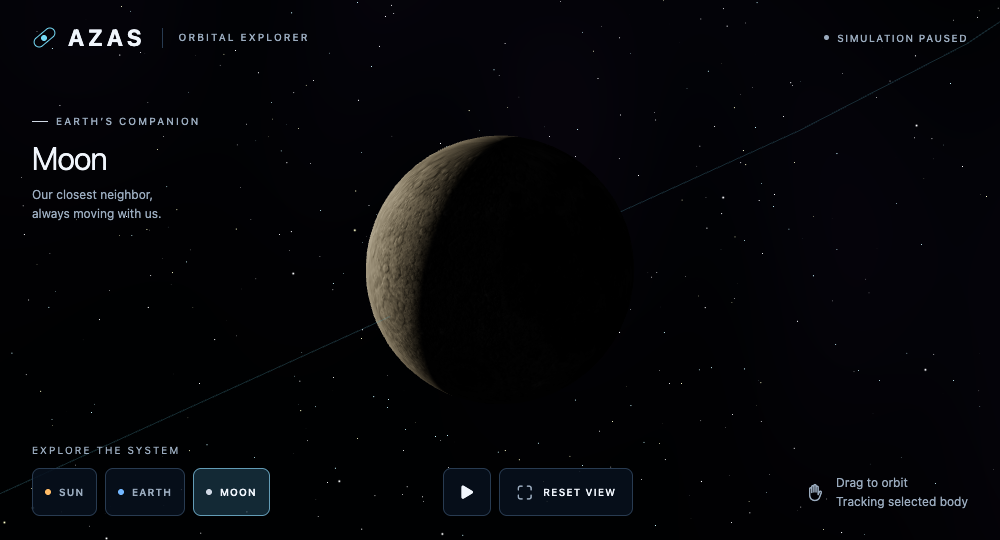 AZAS
ORBITAL EXPLORER
SIMULATION PAUSED
EARTH'S COMPANION
Moon
Our closest neighbor,
always moving with us.
EXPLORE THE SYSTEM
SUN
EARTH
MOON
RESET VIEW
Drag to orbit
Tracking selected body